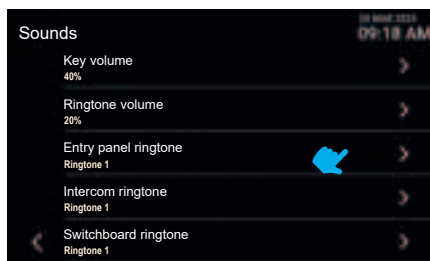 Sounds
09:18 AM
Key volume
40%
Ringtone volume
20%
Entry panel ringtone
Ringtone 1
Intercom ringtone
Ringtone 1
Switchboard ringtone
Ringtone 1